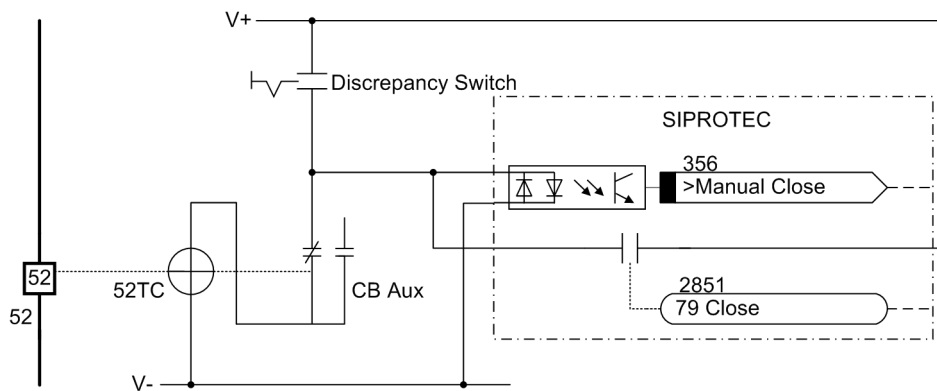 V+
Discrepancy Switch
SIPROTEC
356
>Manual Close
52
52TC
CB Aux
2851
79 Close
52
V-